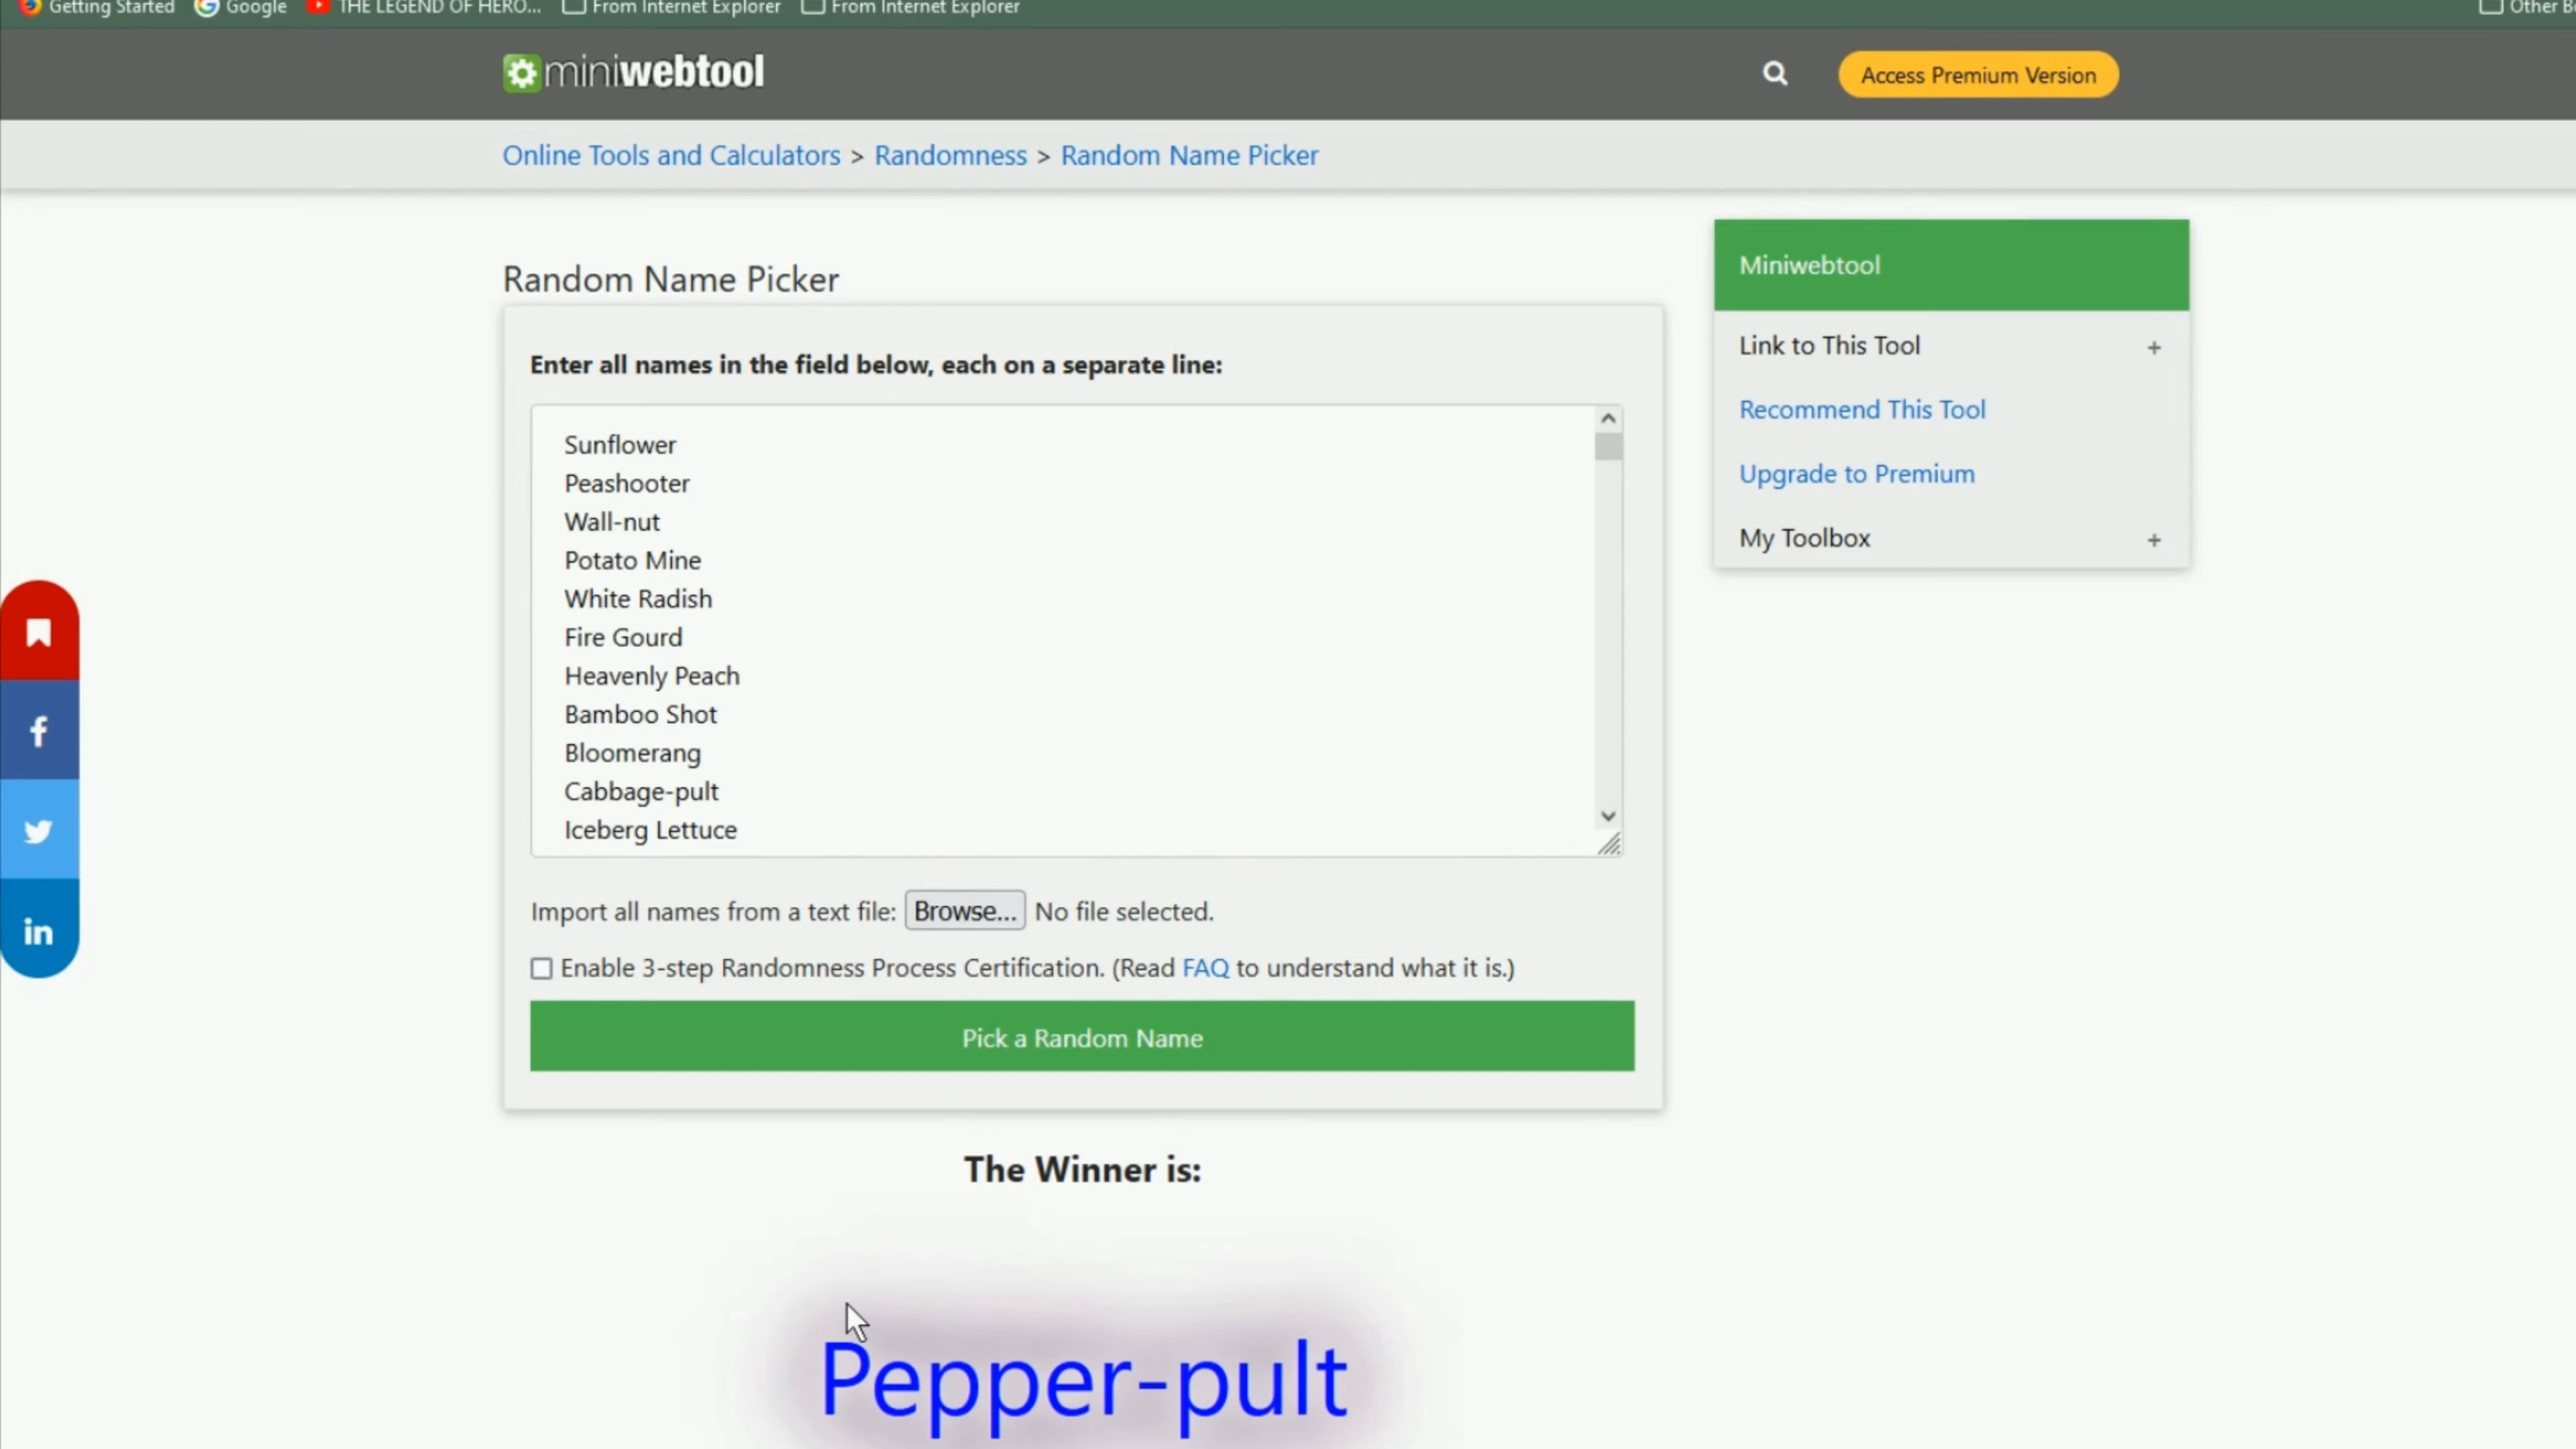 Getting Started Google THE LEGEND OF HERO... From Internet Explorer From Internet Explorer Other B
miniwebtool
Access Premium Version
Online Tools and Calculators > Randomness > Random Name Picker
Random Name Picker
Enter all names in the field below, each on a separate line:
Sunflower
Peashooter
Wall-nut
Potato Mine
White Radish
Fire Gourd
Heavenly Peach
Bamboo Shot
Bloomerang
Cabbage-pult
Iceberg Lettuce
Import all names from a text file: Browse... No file selected.
Enable 3-step Randomness Process Certification. (Read FAQ to understand what it is.)
Pick a Random Name
The Winner is:
Pepper-pult
Miniwebtool
Link to This Tool +
Recommend This Tool
Upgrade to Premium
My Toolbox +
f
in